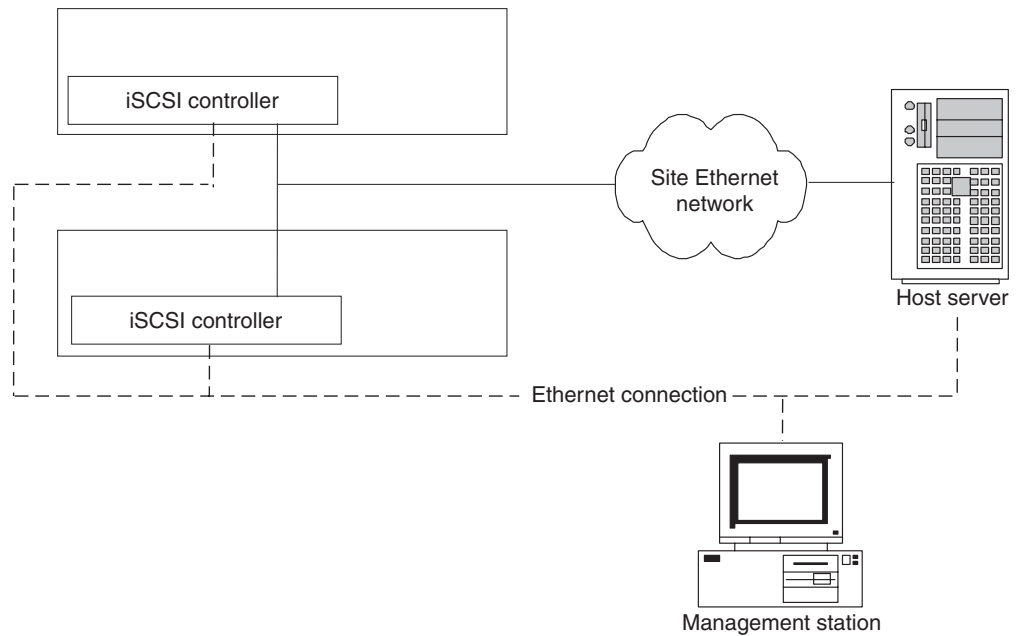 iSCSI controller
Site Ethernet
network
Host server
iSCSI controller
Ethernet connection
Management station